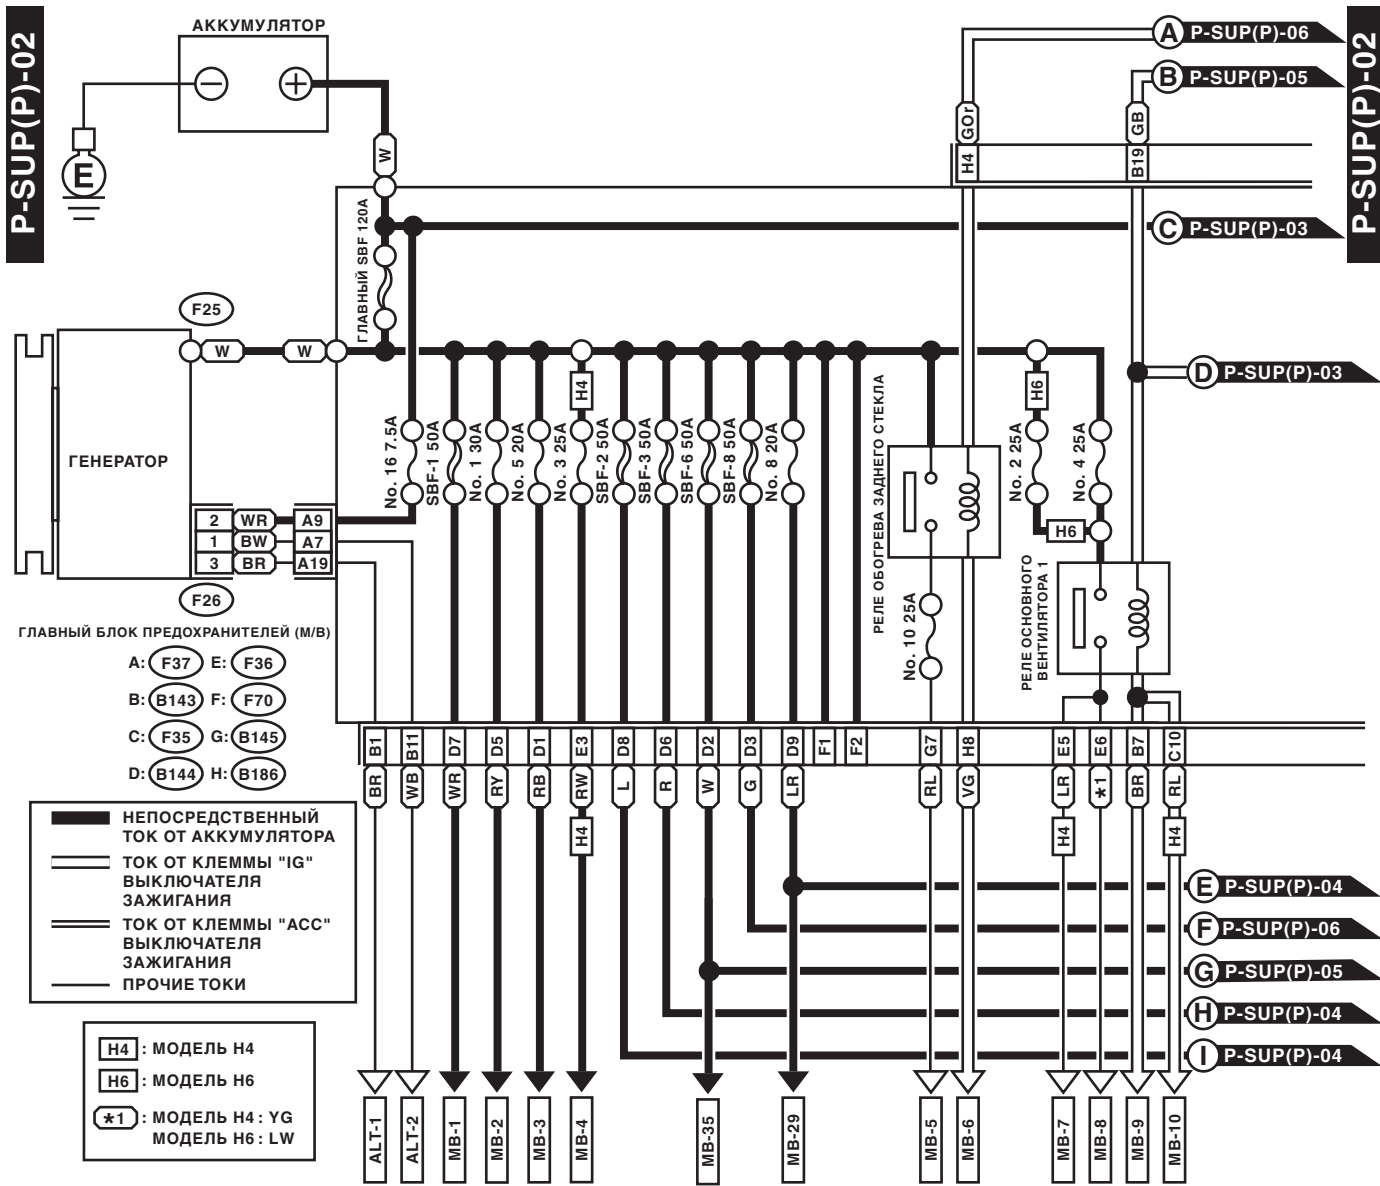 P-SUP(P)-02
P-SUP(P)-02
АККУМУЛЯТОР
− +
W
E
A P-SUP(P)-06
B P-SUP(P)-05
GOr
GB
H4
B19
C P-SUP(P)-03
ГЛАВНЫЙ SBF 120A
F25
W W
D P-SUP(P)-03
ГЕНЕРАТОР
H4
H6
No. 16 7.5A
SBF-1 50A
No. 1 30A
No. 5 20A
No. 3 25A
SBF-2 50A
SBF-3 50A
SBF-6 50A
SBF-8 50A
No. 8 20A
РЕЛЕ ОБОГРЕВА ЗАДНЕГО СТЕКЛА
No. 2 25A
No. 4 25A
H6
2 WR A9
1 BW A7
3 BR A19
F26
No. 10 25A
РЕЛЕ ОСНОВНОГО
ВЕНТИЛЯТОРА 1
ГЛАВНЫЙ БЛОК ПРЕДОХРАНИТЕЛЕЙ (M/B)
A: F37 E: F36
B: B143 F: F70
C: F35 G: B145
D: B144 H: B186
B1 B11 D7 D5 D1 E3 D8 D6 D2 D3 D9 F1 F2 G7 H8 E5 E6 B7 C10
BR WB WR RY RB RW L R W G LR RL VG LR *1 BR RL
H4 H4 H4
НЕПОСРЕДСТВЕННЫЙ
ТОК ОТ АККУМУЛЯТОРА
ТОК ОТ КЛЕММЫ "IG"
ВЫКЛЮЧАТЕЛЯ
ЗАЖИГАНИЯ
ТОК ОТ КЛЕММЫ "ACC"
ВЫКЛЮЧАТЕЛЯ
ЗАЖИГАНИЯ
ПРОЧИЕ ТОКИ
E P-SUP(P)-04
F P-SUP(P)-06
G P-SUP(P)-05
H P-SUP(P)-04
I P-SUP(P)-04
H4 : МОДЕЛЬ H4
H6 : МОДЕЛЬ H6
*1 : МОДЕЛЬ H4 : YG
МОДЕЛЬ H6 : LW
ALT-1 ALT-2 MB-1 MB-2 MB-3 MB-4 MB-35 MB-29 MB-5 MB-6 MB-7 MB-8 MB-9 MB-10